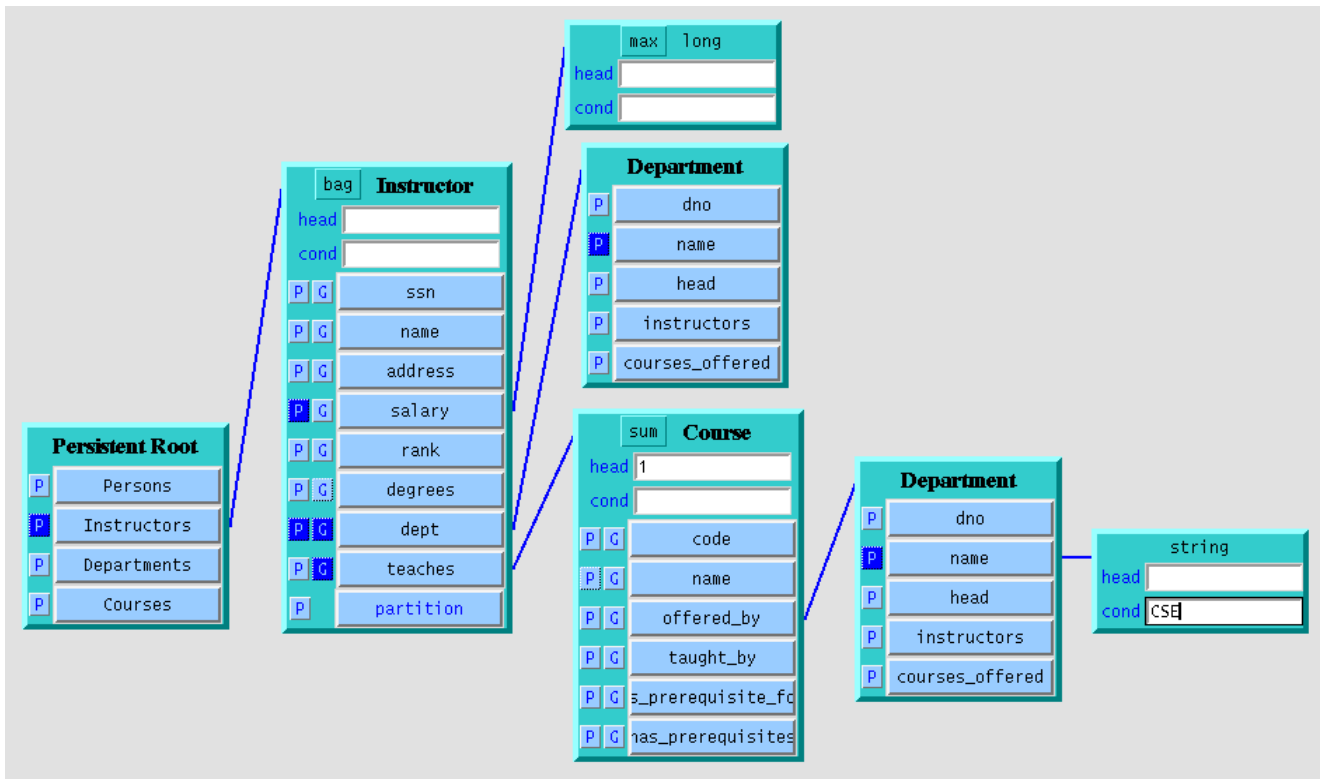 max long
head
cond
Department
P dno
P name
P head
P instructors
P courses_offered
bag Instructor
head
cond
P G ssn
P G name
P G address
P G salary
P G rank
P G degrees
P G dept
P G teaches
P partition
Persistent Root
P Persons
P Instructors
P Departments
P Courses
sum Course
head 1
cond
P G code
P G name
P G offered_by
P G taught_by
P G s_prerequisite_fo
P G has_prerequisites
Department
P dno
P name
P head
P instructors
P courses_offered
string
head
cond CSE